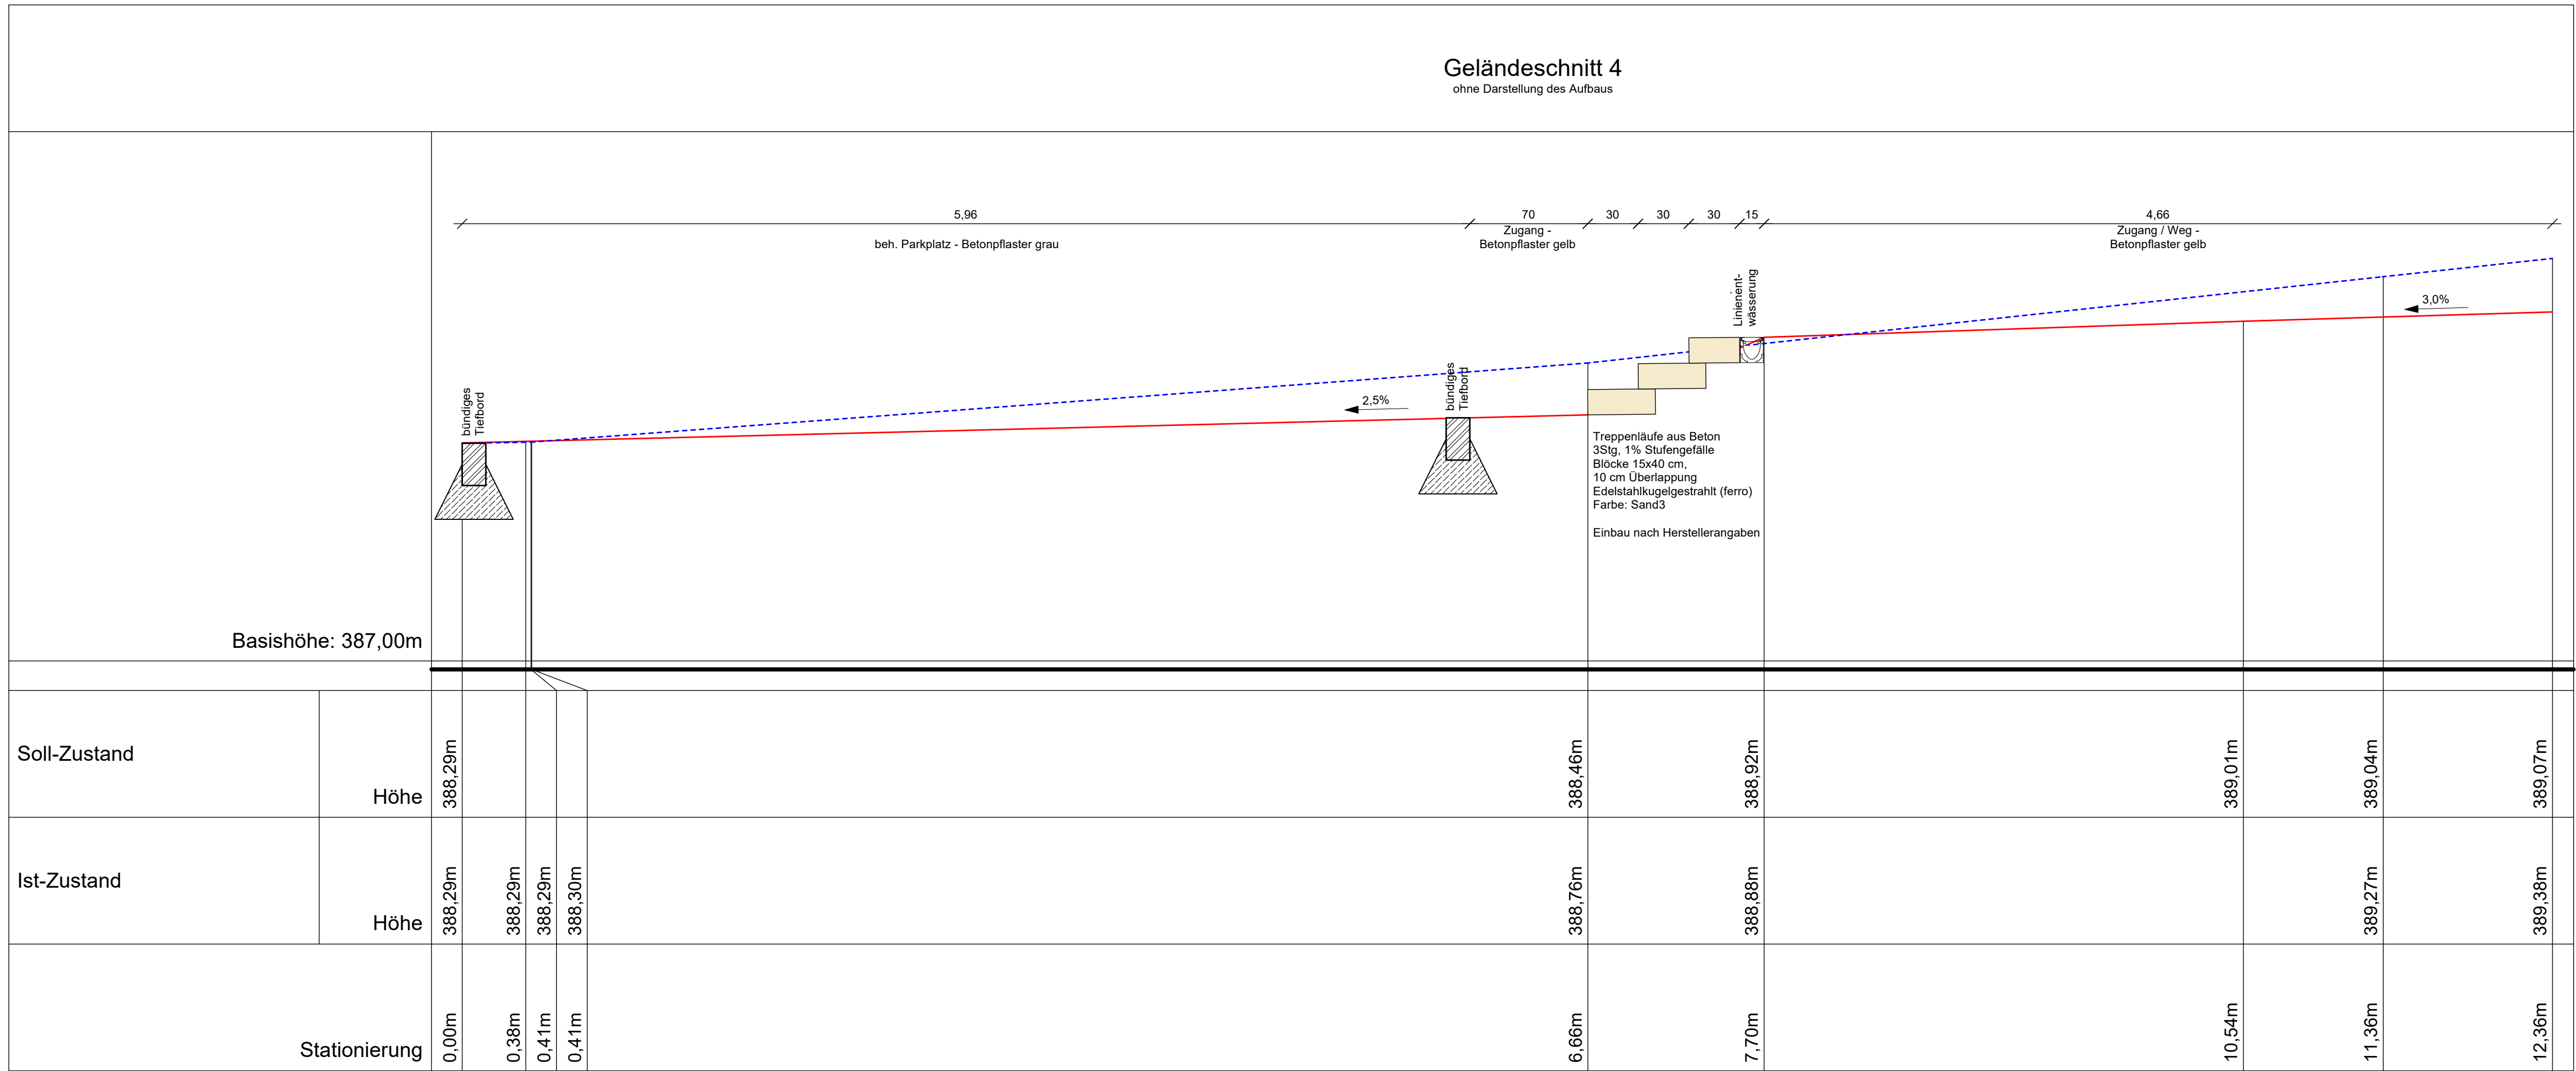 Geländeschnitt 4
ohne Darstellung des Aufbaus
5,96
70
30
30
30
15
4,66
beh. Parkplatz - Betonpflaster grau
Zugang -
Betonpflaster gelb
Zugang / Weg -
Betonpflaster gelb
Linienent-
wässerung
3,0%
bündiges
Tiefbord
bündiges
Tiefbord
2,5%
Treppenläufe aus Beton
3Stg, 1% Stufengefälle
Blöcke 15x40 cm,
10 cm Überlappung
Edelstahlkugelgestrahlt (ferro)
Farbe: Sand3
Einbau nach Herstellerangaben
Basishöhe: 387,00m
Soll-Zustand
Höhe
388,29m
388,46m
388,92m
389,01m
389,04m
389,07m
Ist-Zustand
Höhe
388,29m
388,29m
388,29m
388,30m
388,76m
388,88m
389,27m
389,38m
Stationierung
0,00m
0,38m
0,41m
0,41m
6,66m
7,70m
10,54m
11,36m
12,36m